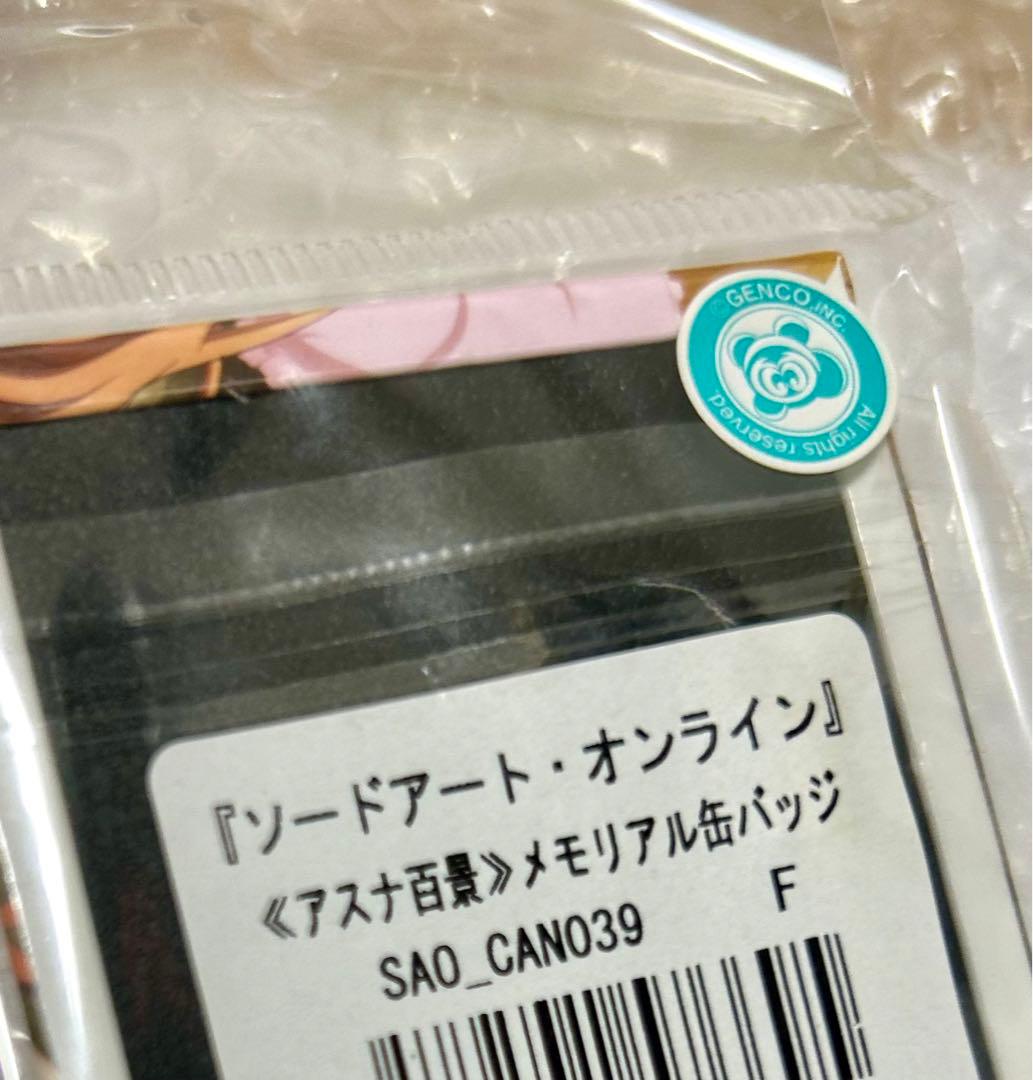 ©GENCO,INC.
All rights reserved.
『ソードアート・オンライン』
《アスナ百景》メモリアル缶バッジ
SAO_CAN039 F